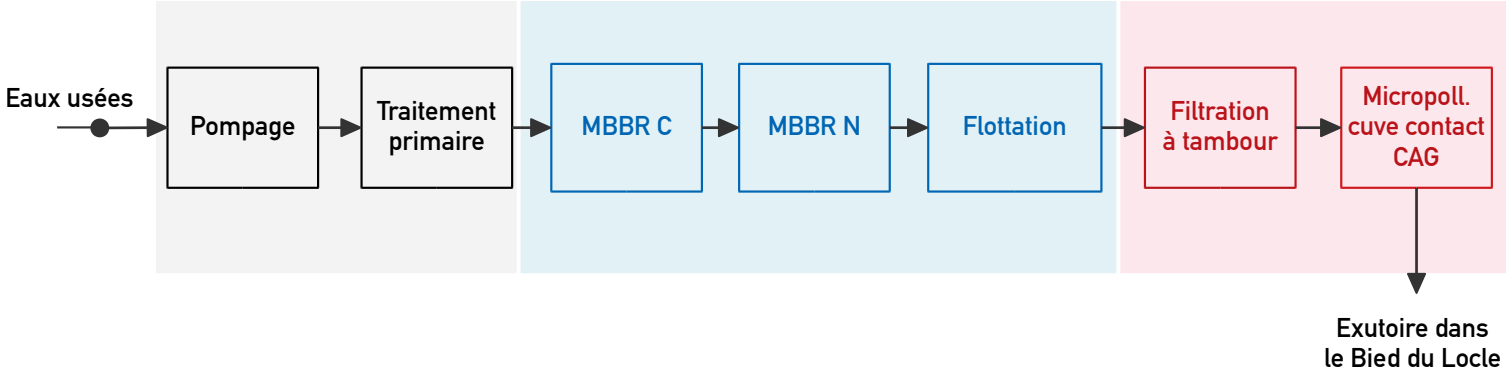 Eaux usées
Pompage
Traitement
primaire
MBBR C
MBBR N
Flottation
Filtration
à tambour
Micropoll.
cuve contact
CAG
Exutoire dans
le Bied du Locle